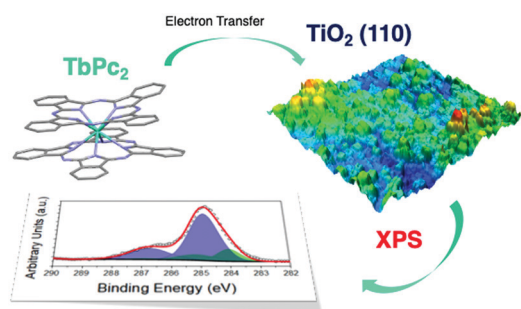 Electron Transfer
TbPc₂
TiO₂ (110)
XPS
Arbitrary Units (a.u.)
290 289 288 287 286 285 284 283 282
Binding Energy (eV)